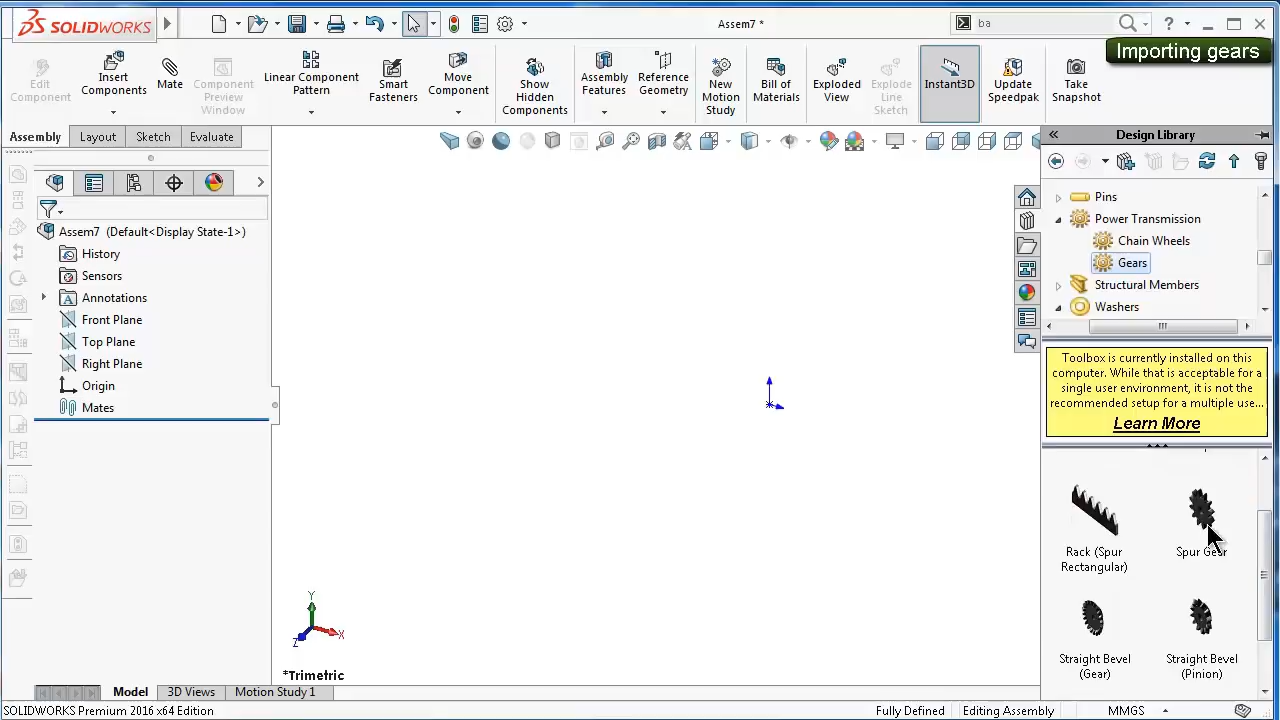 SOLIDWORKS
Assem7 *
ba
Importing gears
Edit
Component
Insert
Components
Mate
Component
Preview
Window
Linear Component
Pattern
Smart
Fasteners
Move
Component
Show
Hidden
Components
Assembly
Features
Reference
Geometry
New
Motion
Study
Bill of
Materials
Exploded
View
Explode
Line
Sketch
Instant3D
Update
Speedpak
Take
Snapshot
Assembly
Layout
Sketch
Evaluate
Design Library
Assem7 (Default<Display State-1>)
History
Sensors
Annotations
Front Plane
Top Plane
Right Plane
Origin
Mates
Pins
Power Transmission
Chain Wheels
Gears
Structural Members
Washers
Toolbox is currently installed on this
computer. While that is acceptable for a
single user environment, it is not the
recommended setup for a multiple use...
Learn More
Rack (Spur
Rectangular)
Spur Gear
Straight Bevel
(Gear)
Straight Bevel
(Pinion)
Y
X
Z
*Trimetric
Model
3D Views
Motion Study 1
SOLIDWORKS Premium 2016 x64 Edition
Fully Defined
Editing Assembly
MMGS